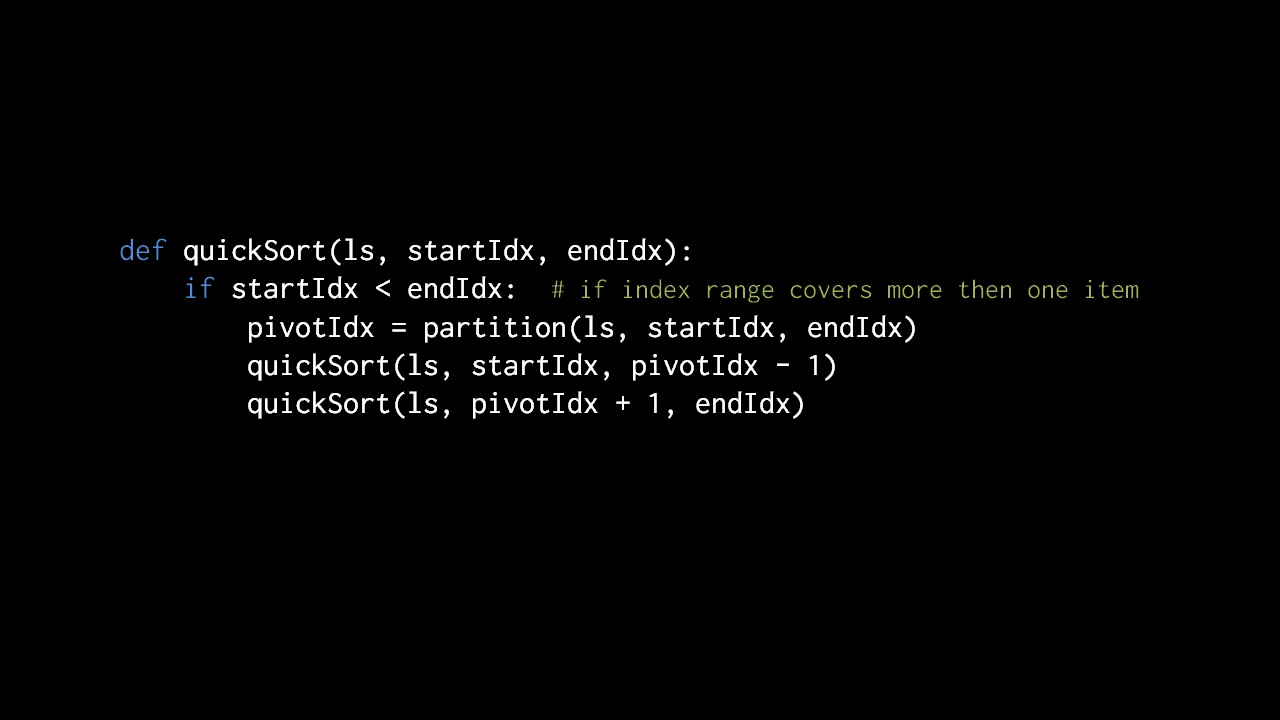 def quickSort(ls, startIdx, endIdx):
    if startIdx < endIdx:  # if index range covers more then one item
        pivotIdx = partition(ls, startIdx, endIdx)
        quickSort(ls, startIdx, pivotIdx - 1)
        quickSort(ls, pivotIdx + 1, endIdx)